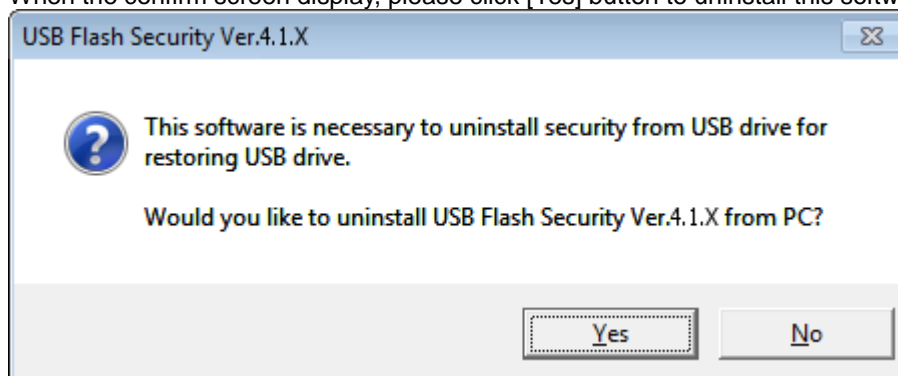 When the confirm screen display, please click [Yes] button to uninstall this softw
USB Flash Security Ver.4.1.X
This software is necessary to uninstall security from USB drive for
restoring USB drive.
Would you like to uninstall USB Flash Security Ver.4.1.X from PC?
Yes
No